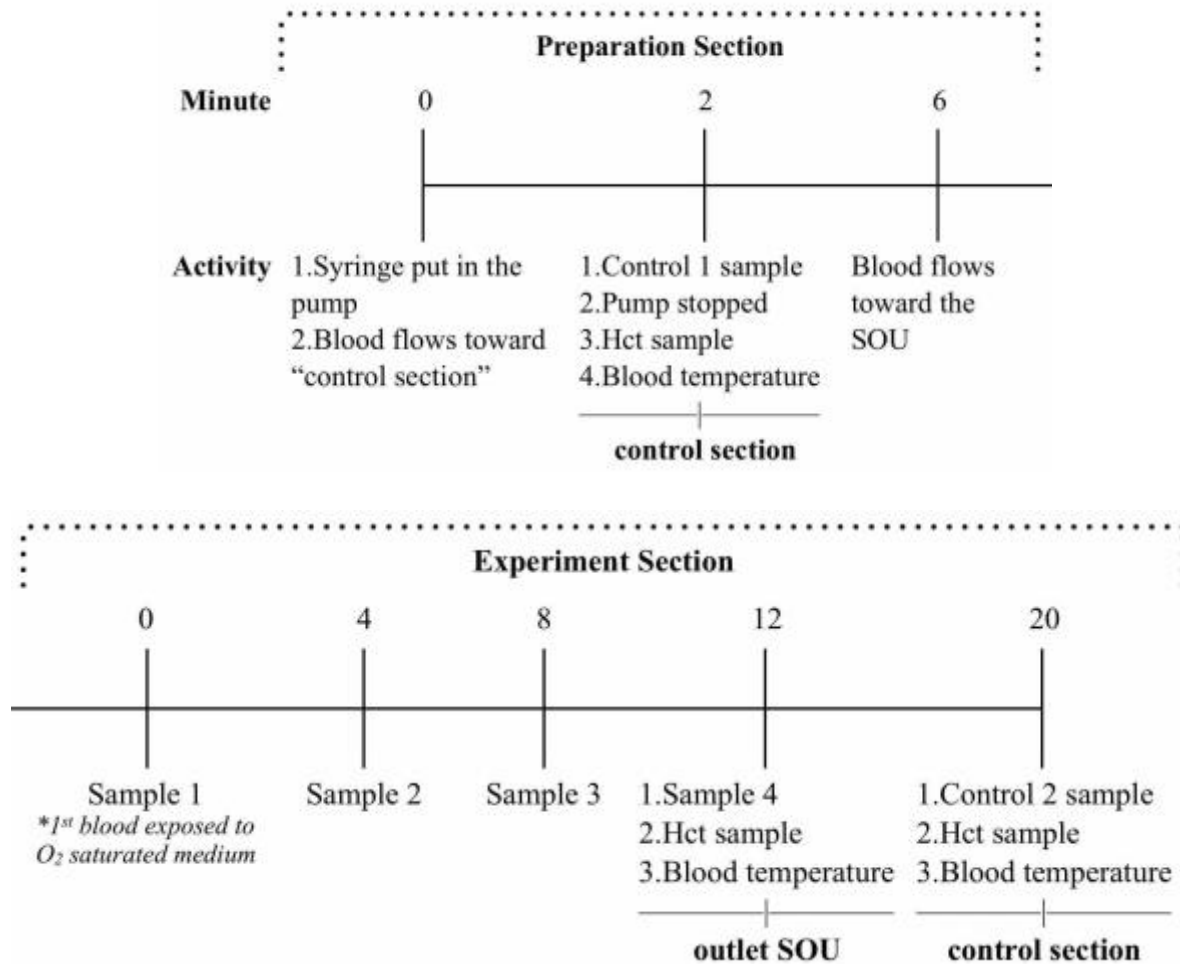 Preparation Section
Minute 0 2 6
Activity 1.Syringe put in the 1.Control 1 sample Blood flows
pump 2.Pump stopped toward the
2.Blood flows toward 3.Hct sample SOU
“control section” 4.Blood temperature
control section
Experiment Section
0 4 8 12 20
Sample 1 Sample 2 Sample 3 1.Sample 4 1.Control 2 sample
*1st blood exposed to 2.Hct sample 2.Hct sample
O2 saturated medium 3.Blood temperature 3.Blood temperature
outlet SOU control section